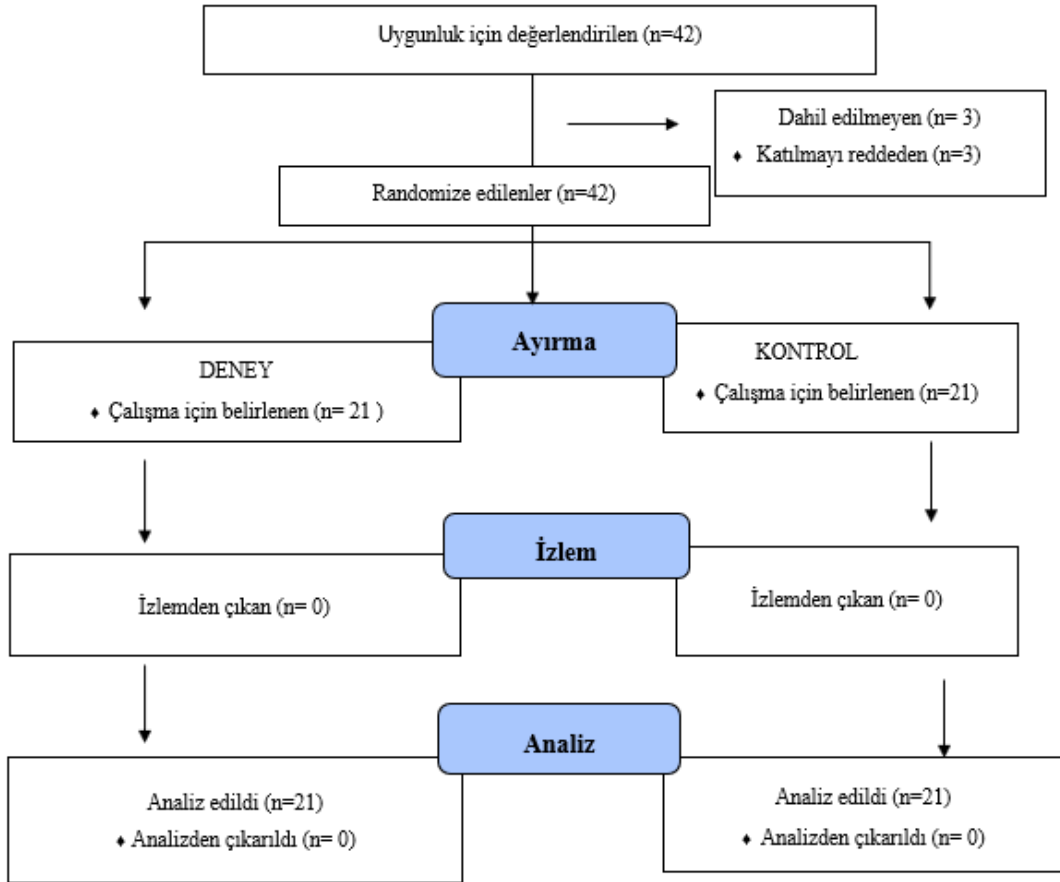 Uygunluk için değerlendirilen (n=42)
Dahil edilmeyen (n= 3)
♦ Katılmayı reddeden (n=3)
Randomize edilenler (n=42)
Ayırma
DENEY
♦ Çalışma için belirlenen (n= 21 )
KONTROL
♦ Çalışma için belirlenen (n=21)
İzlem
İzlemden çıkan (n= 0)
İzlemden çıkan (n= 0)
Analiz
Analiz edildi (n=21)
♦ Analizden çıkarıldı (n= 0)
Analiz edildi (n=21)
♦ Analizden çıkarıldı (n= 0)